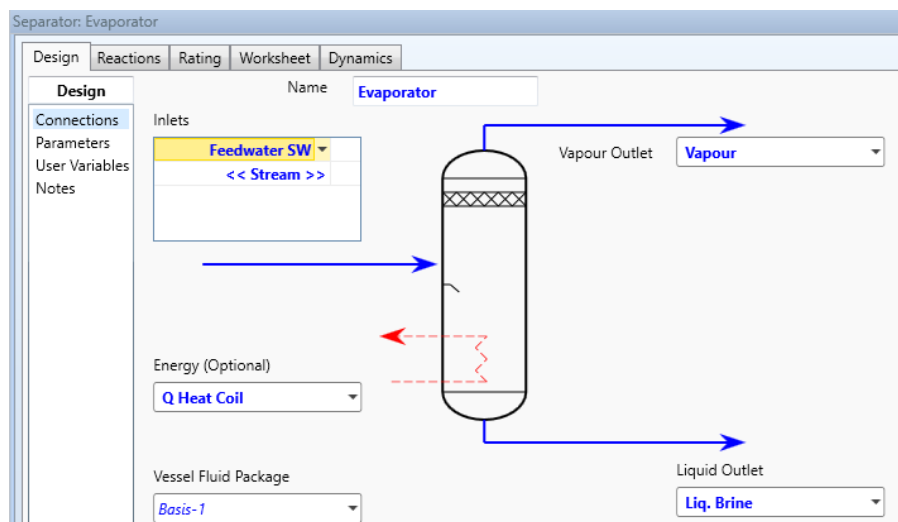 Separator: Evaporator
Design Reactions Rating Worksheet Dynamics
Design
Connections
Parameters
User Variables
Notes
Name Evaporator
Inlets
Feedwater SW
<< Stream >>
Vapour Outlet Vapour
Energy (Optional)
Q Heat Coil
Vessel Fluid Package
Basis-1
Liquid Outlet
Liq. Brine